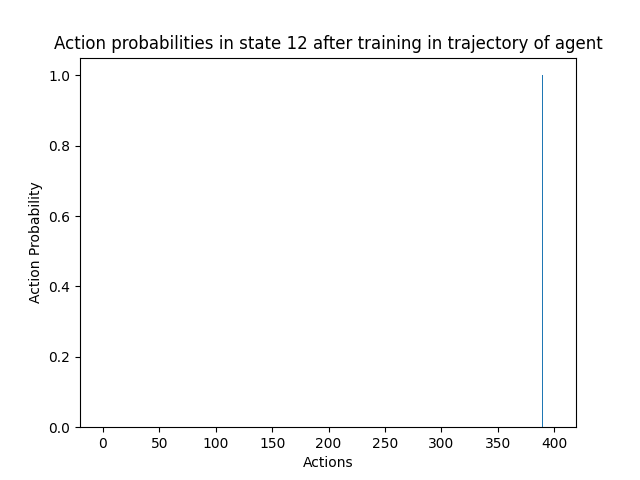 Action probabilities in state 12 after training in trajectory of agent
1.0
0.8
0.6
0.4
0.2
0.0
Action Probability
0 50 100 150 200 250 300 350 400
Actions